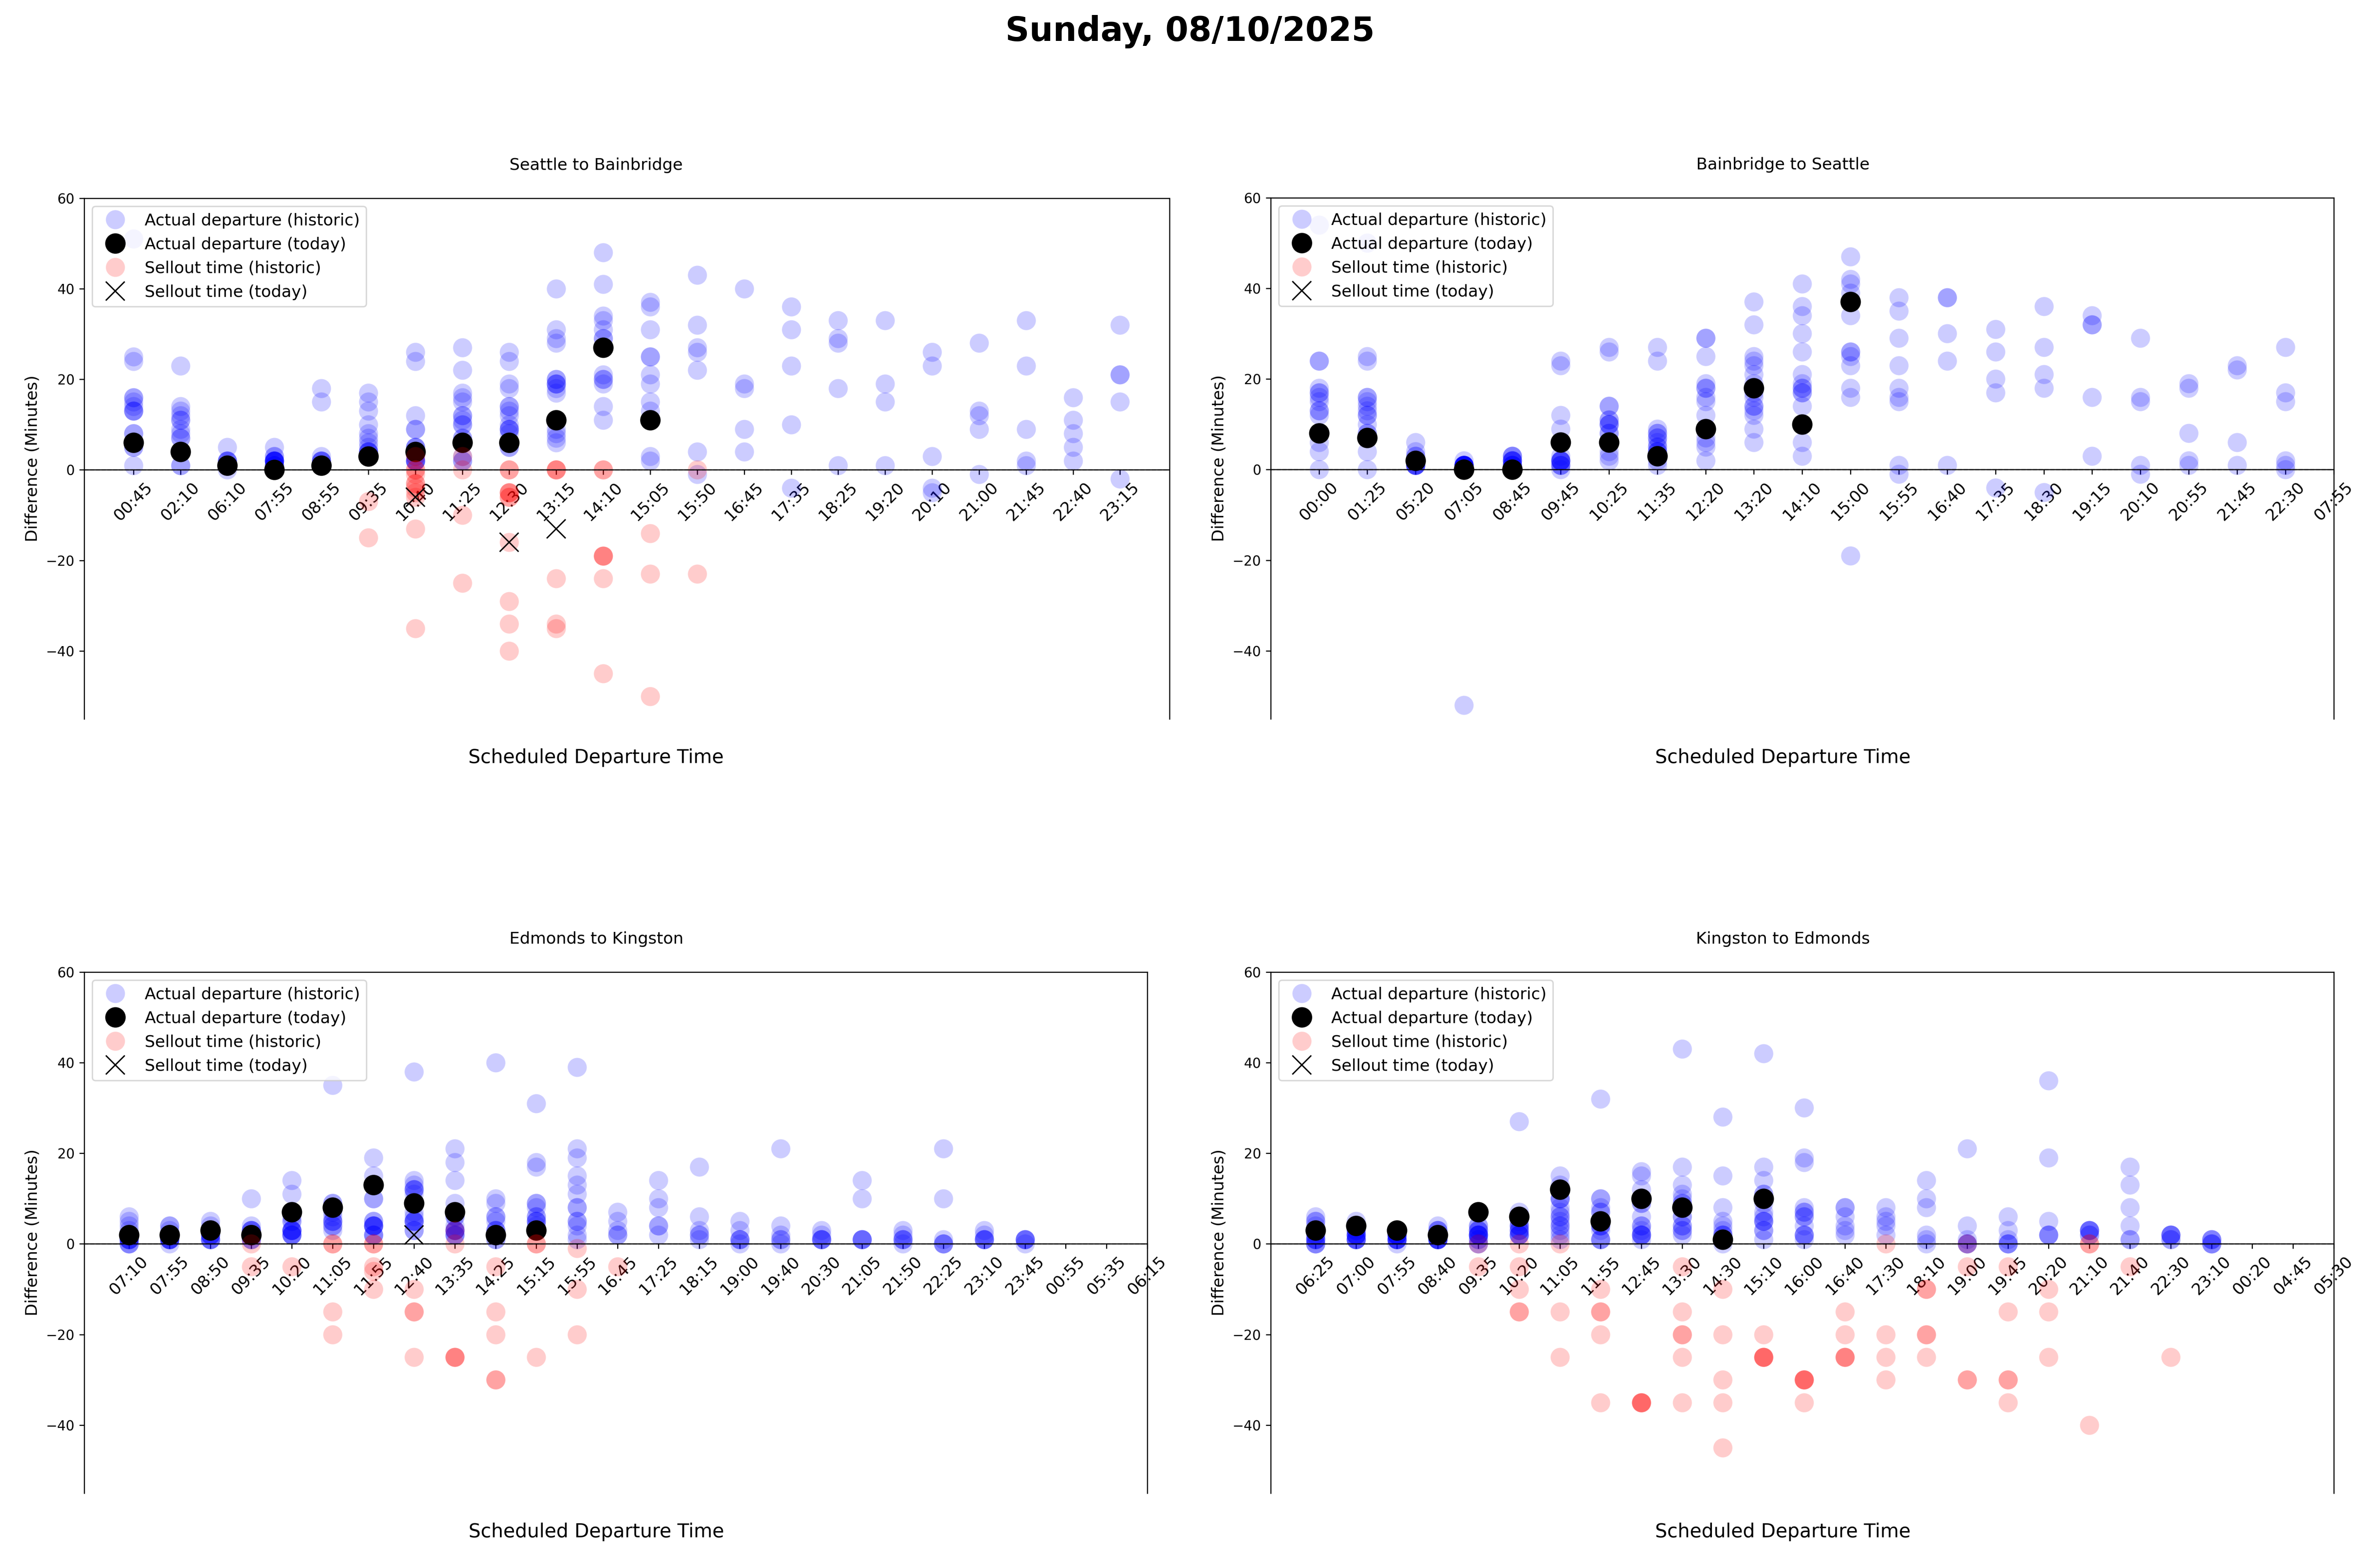 Sunday, 08/10/2025
Seattle to Bainbridge
Difference (Minutes)
60
40
20
0
−20
−40
Actual departure (historic)
Actual departure (today)
Sellout time (historic)
Sellout time (today)
00:45 02:10 06:10 07:55 08:55 09:35 10:40 11:25 12:30 13:15 14:10 15:05 15:50 16:45 17:35 18:25 19:20 20:10 21:00 21:45 22:40 23:15
Scheduled Departure Time
Bainbridge to Seattle
Difference (Minutes)
60
40
20
0
−20
−40
Actual departure (historic)
Actual departure (today)
Sellout time (historic)
Sellout time (today)
00:00 01:25 05:20 07:05 08:45 09:45 10:25 11:35 12:20 13:20 14:10 15:00 15:55 16:40 17:35 18:30 19:15 20:10 20:55 21:45 22:30 07:55
Scheduled Departure Time
Edmonds to Kingston
Difference (Minutes)
60
40
20
0
−20
−40
Actual departure (historic)
Actual departure (today)
Sellout time (historic)
Sellout time (today)
07:10 07:55 08:50 09:35 10:20 11:05 11:55 12:40 13:35 14:25 15:15 15:55 16:45 17:25 18:15 19:00 19:40 20:30 21:05 21:50 22:25 23:10 23:45 00:55 05:35 06:15
Scheduled Departure Time
Kingston to Edmonds
Difference (Minutes)
60
40
20
0
−20
−40
Actual departure (historic)
Actual departure (today)
Sellout time (historic)
Sellout time (today)
06:25 07:00 07:55 08:40 09:35 10:20 11:05 11:55 12:45 13:30 14:30 15:10 16:00 16:40 17:30 18:10 19:00 19:45 20:20 21:10 21:40 22:30 23:10 00:20 04:45 05:30
Scheduled Departure Time